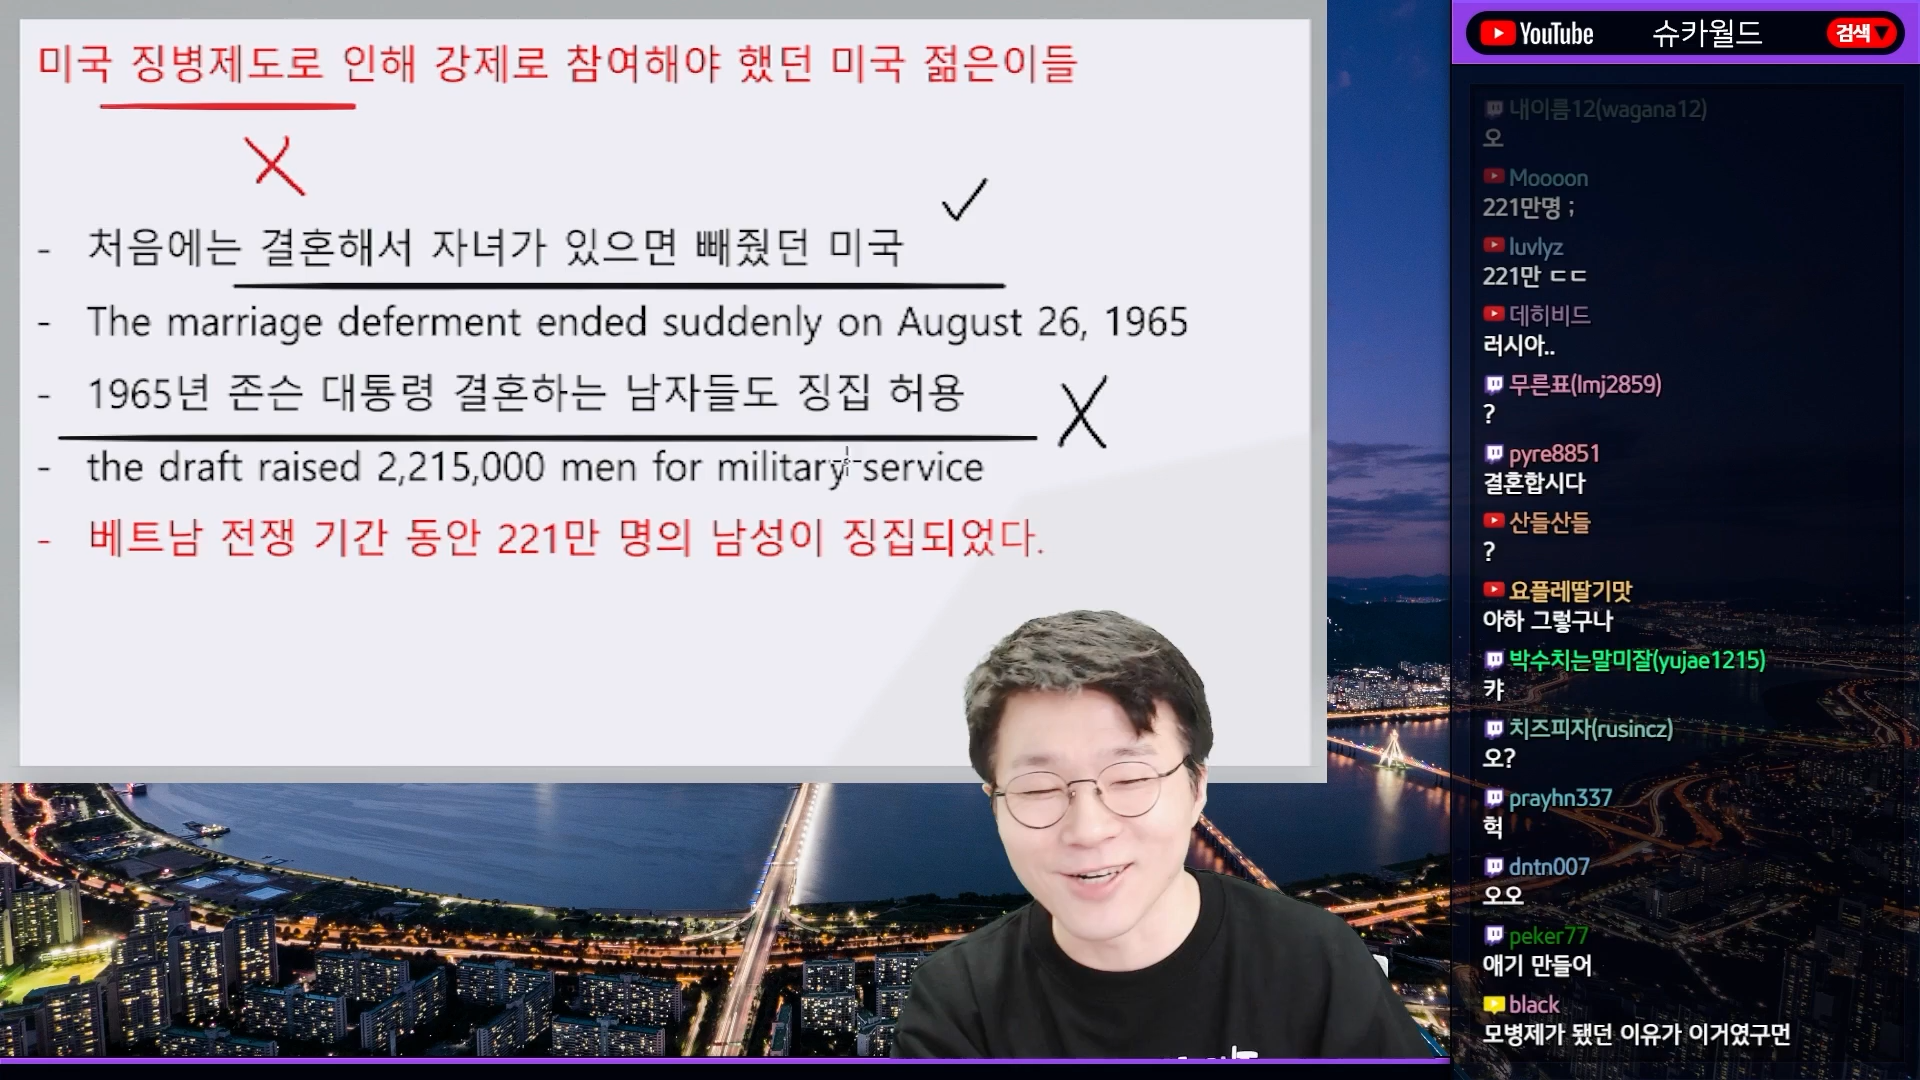 미국 징병제도로 인해 강제로 참여해야 했던 미국 젊은이들
- 처음에는 결혼해서 자녀가 있으면 빼줬던 미국
- The marriage deferment ended suddenly on August 26, 1965
- 1965년 존슨 대통령 결혼하는 남자들도 징집 허용
- the draft raised 2,215,000 men for military service
- 베트남 전쟁 기간 동안 221만 명의 남성이 징집되었다.
YouTube 슈카월드 검색
내이름12(wagana12)
오
Moooon
221만명 ;
luvlyz
221만 ㄷㄷ
데히비드
러시아..
무른표(lmj2859)
?
pyre8851
결혼합시다
산들산들
?
요플레딸기맛
아하 그렇구나
박수치는말미잘(yujae1215)
캬
치즈피자(rusincz)
오?
prayhn337
헉
dntn007
오오
peker77
애기 만들어
black
모병제가 됐던 이유가 이거였구먼